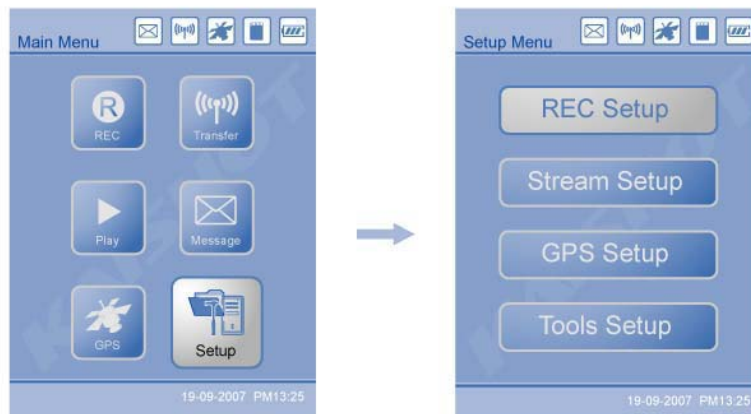 Main Menu
R
REC
Transfer
Play
Message
GPS
Setup
19-09-2007 PM13:25
Setup Menu
REC Setup
Stream Setup
GPS Setup
Tools Setup
19-09-2007 PM13:25